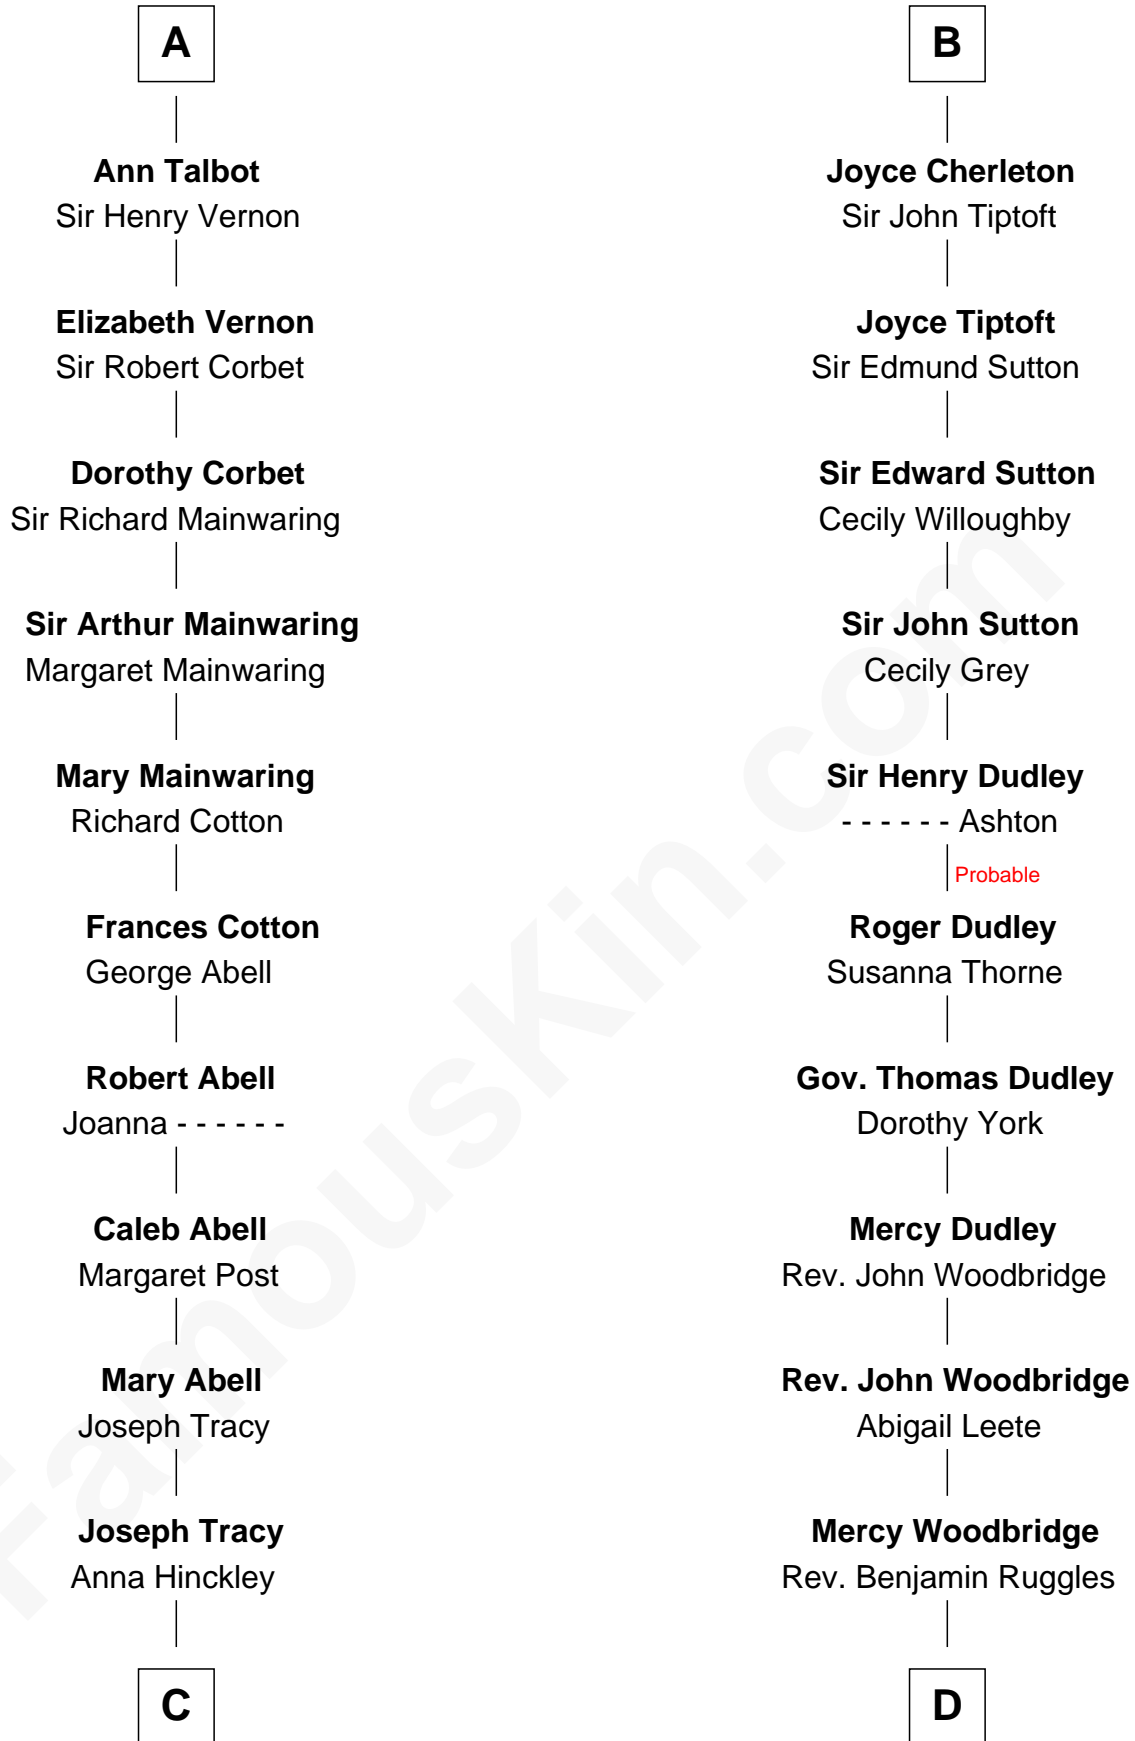 A
Ann Talbot
Sir Henry Vernon
Elizabeth Vernon
Sir Robert Corbet
Dorothy Corbet
Sir Richard Mainwaring
Sir Arthur Mainwaring
Margaret Mainwaring
Mary Mainwaring
Richard Cotton
Frances Cotton
George Abell
Robert Abell
Joanna - - - - - -
Caleb Abell
Margaret Post
Mary Abell
Joseph Tracy
Joseph Tracy
Anna Hinckley
C
B
Joyce Cherleton
Sir John Tiptoft
Joyce Tiptoft
Sir Edmund Sutton
Sir Edward Sutton
Cecily Willoughby
Sir John Sutton
Cecily Grey
Sir Henry Dudley
- - - - - - Ashton
Probable
Roger Dudley
Susanna Thorne
Gov. Thomas Dudley
Dorothy York
Mercy Dudley
Rev. John Woodbridge
Rev. John Woodbridge
Abigail Leete
Mercy Woodbridge
Rev. Benjamin Ruggles
D
FamousKin.com